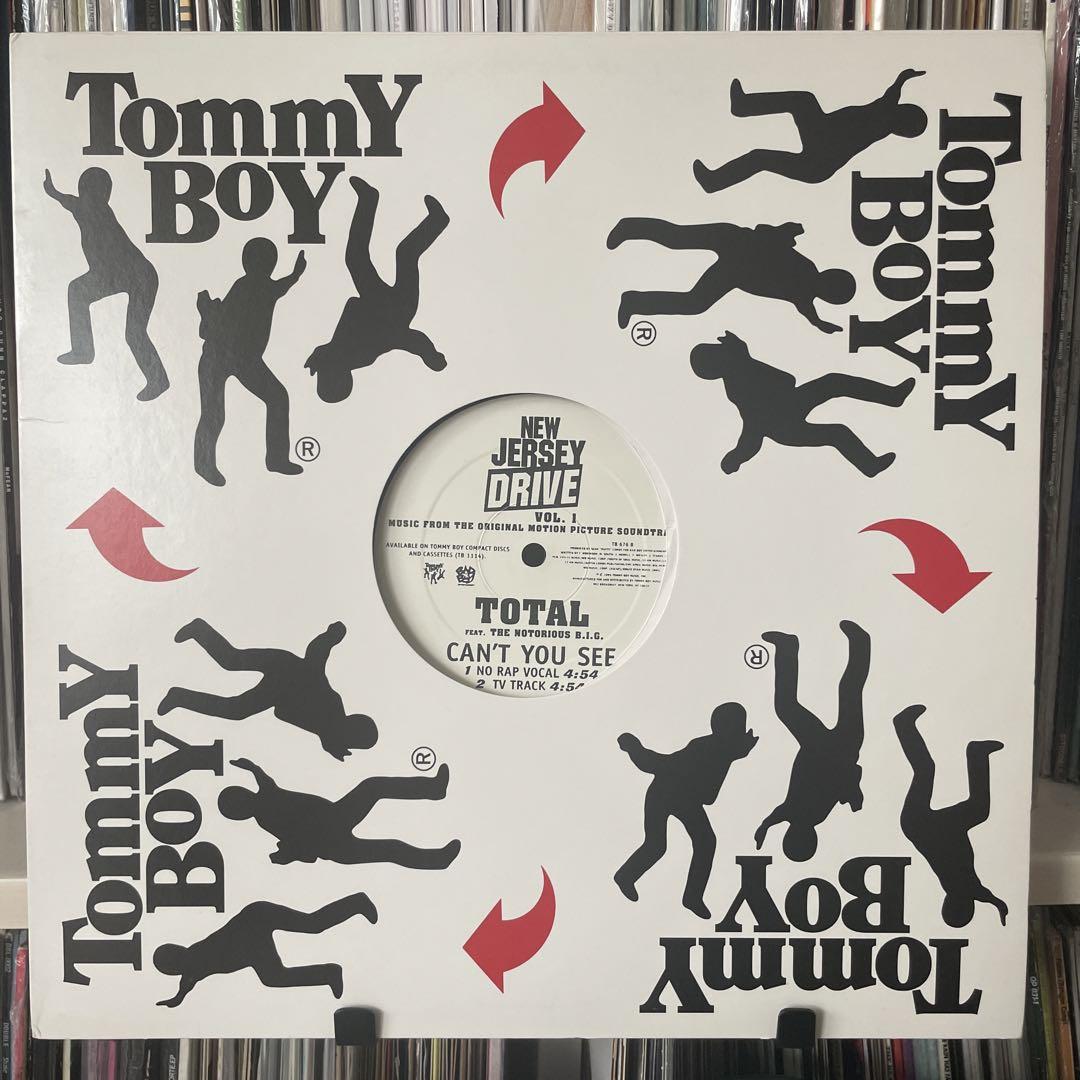 TommY
BoY
®
TommY
BoY
®
NEW
JERSEY
DRIVE
VOL. 1
MUSIC FROM THE ORIGINAL MOTION PICTURE SOUNDTRA
AVAILABLE ON TOMMY BOY COMPACT DISCS
AND CASSETTES (TB 1114).
TB 676 B
TOTAL
FEAT. THE NOTORIOUS B.I.G.
CAN'T YOU SEE
1 NO RAP VOCAL 4:54
2 TV TRACK 4:54
TommY
BoY
®
TommY
BoY
®